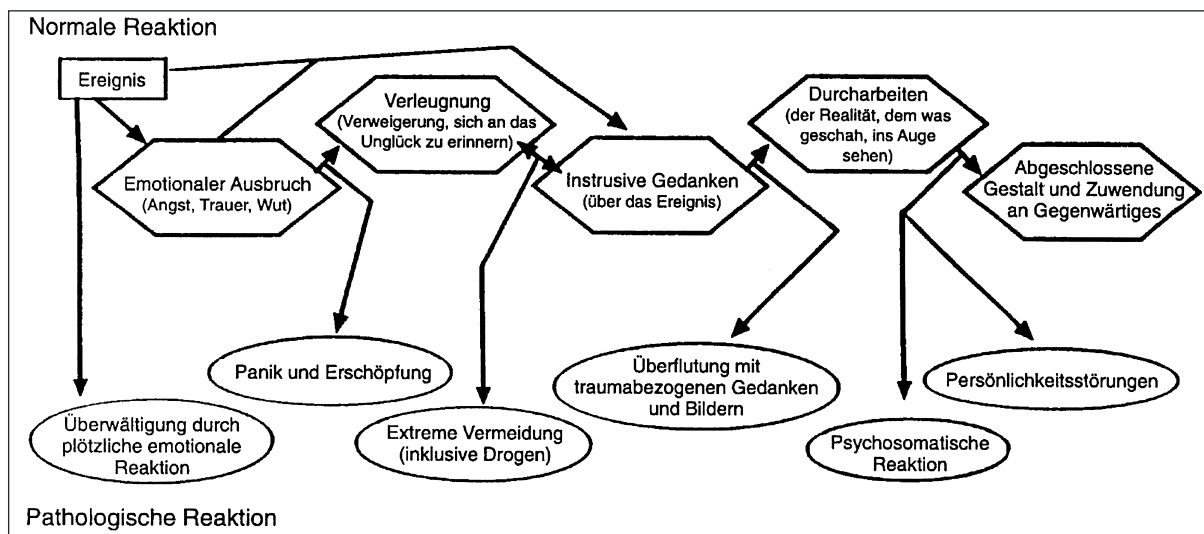 Normale Reaktion
Ereignis
Emotionaler Ausbruch
(Angst, Trauer, Wut)
Verleugnung
(Verweigerung, sich an das
Unglück zu erinnern)
Instrusive Gedanken
(über das Ereignis)
Durcharbeiten
(der Realität, dem was
geschah, ins Auge
sehen)
Abgeschlossene
Gestalt und Zuwendung
an Gegenwärtiges
Überwältigung durch
plötzliche emotionale
Reaktion
Panik und Erschöpfung
Extreme Vermeidung
(inklusive Drogen)
Überflutung mit
traumabezogenen Gedanken
und Bildern
Psychosomatische
Reaktion
Persönlichkeitsstörungen
Pathologische Reaktion